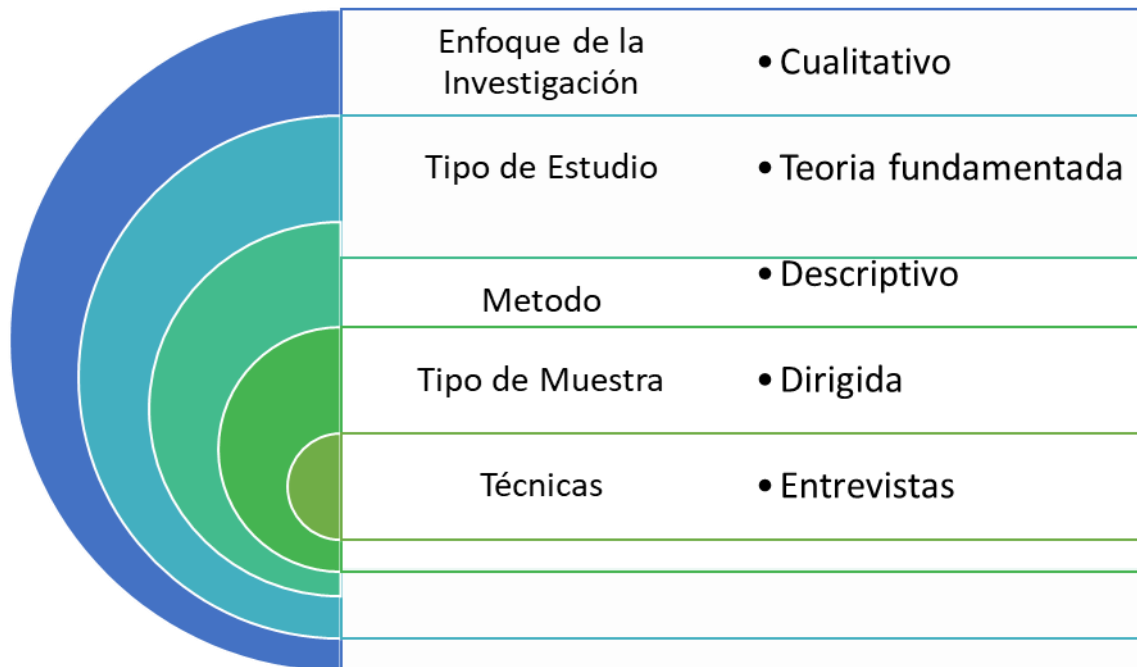 Enfoque de la
Investigación
• Cualitativo
Tipo de Estudio
• Teoria fundamentada
Metodo
• Descriptivo
Tipo de Muestra
• Dirigida
Técnicas
• Entrevistas